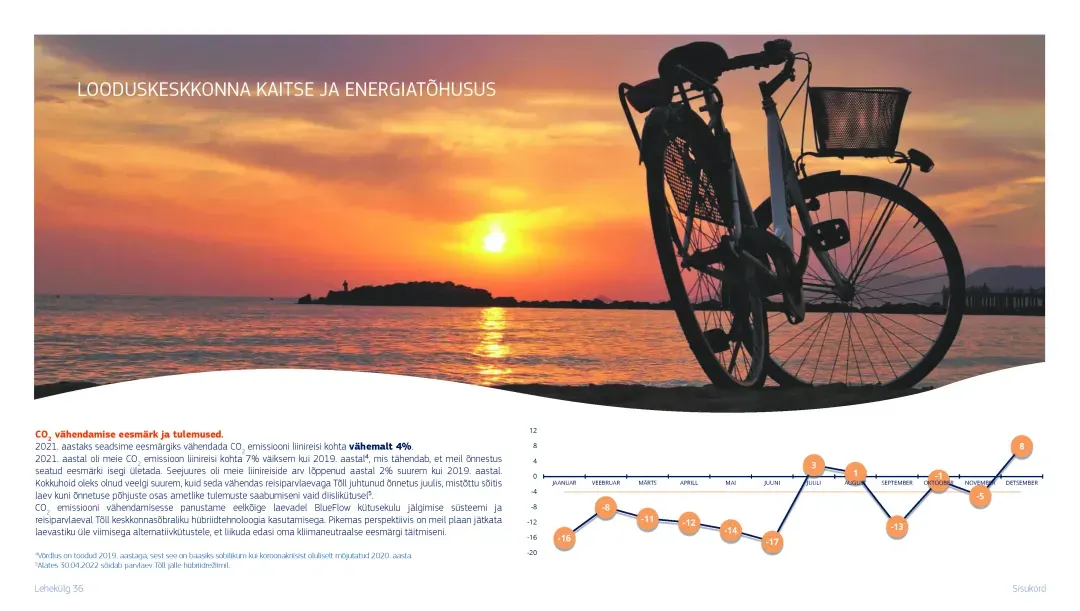 LOODUSKESKKONNA KAITSE JA ENERGIATÕHUSUS
CO₂ vähendamise eesmärk ja tulemused.
2021. aastaks seadsime eesmärgiks vähendada CO₂ emissiooni liinireisi kohta vähemalt 4%.
2021. aastal oli meie CO₂ emissioon liinireisi kohta 7% väiksem kui 2019. aastal⁴, mis tähendab, et meil õnnestus
seatud eesmärki isegi ületada. Seejuures oli meie liinireiside arv lõppenud aastal 2% suurem kui 2019. aastal.
Kokkuhoid oleks olnud veelgi suurem, kuid seda vähendas reisiparvlaevaga Tõll juhtunud õnnetus juulis, mistõttu sõitis
laev kuni õnnetuse põhjuste osas ametlike tulemuste saabumiseni vaid diislikütusel⁵.
CO₂ emissiooni vähendamisesse panustame eelkõige laevadel BlueFlow kütusekulu jälgimise süsteemi ja
reisiparvlaeval Tõll keskkonnasõbraliku hübriidtehnoloogia kasutamisega. Pikemas perspektiivis on meil plaan jätkata
laevastiku üle viimisega alternatiivkütustele, et liikuda edasi oma kliimaneutraalse eesmärgi täitmiseni.
⁴Võrdlus on toodud 2019. aastaga, sest see on baasiks sobilikum kui koroonakriisist oluliselt mõjutatud 2020. aasta.
⁵Alates 30.04.2022 sõidab parvlaev Tõll jälle hübriidrežiimil.
12
8
4
0
-4
-8
-12
-16
-20
JAANUAR VEEBRUAR MÄRTS APRILL MAI JUUNI JUULI AUGUST SEPTEMBER OKTOOBER NOVEMBER DETSEMBER
-16 -8 -11 -12 -14 -17 3 1 -13 -1 -5 8
Lehekülg 36
Sisukord